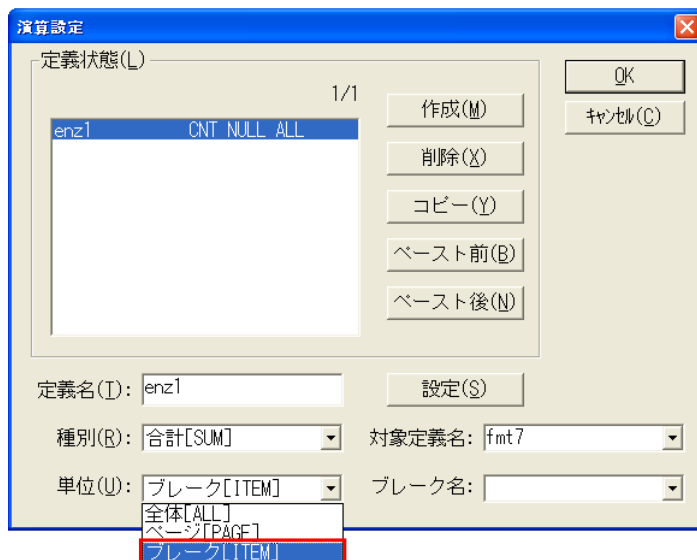 演算設定
定義状態(L)
1/1
enz1 CNT NULL ALL
作成(M)
削除(X)
コピー(Y)
ペースト前(B)
ペースト後(N)
OK
ｷｬﾝｾﾙ(C)
定義名(T): enz1
設定(S)
種別(R): 合計[SUM]
対象定義名: fmt7
単位(U): ブレーク[ITEM]
ブレーク名:
全体[ALL]
ページ[PAGE]
ブレーク[ITEM]